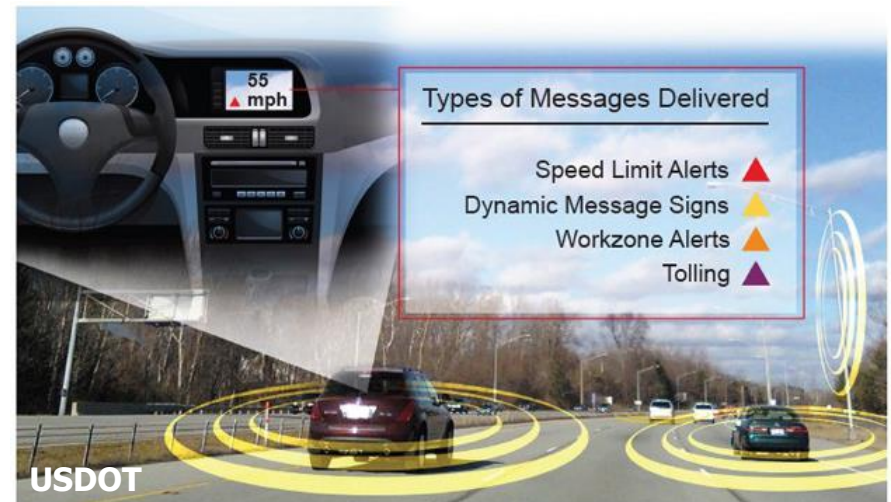 55
mph
Types of Messages Delivered
Speed Limit Alerts
Dynamic Message Signs
Workzone Alerts
Tolling
USDOT